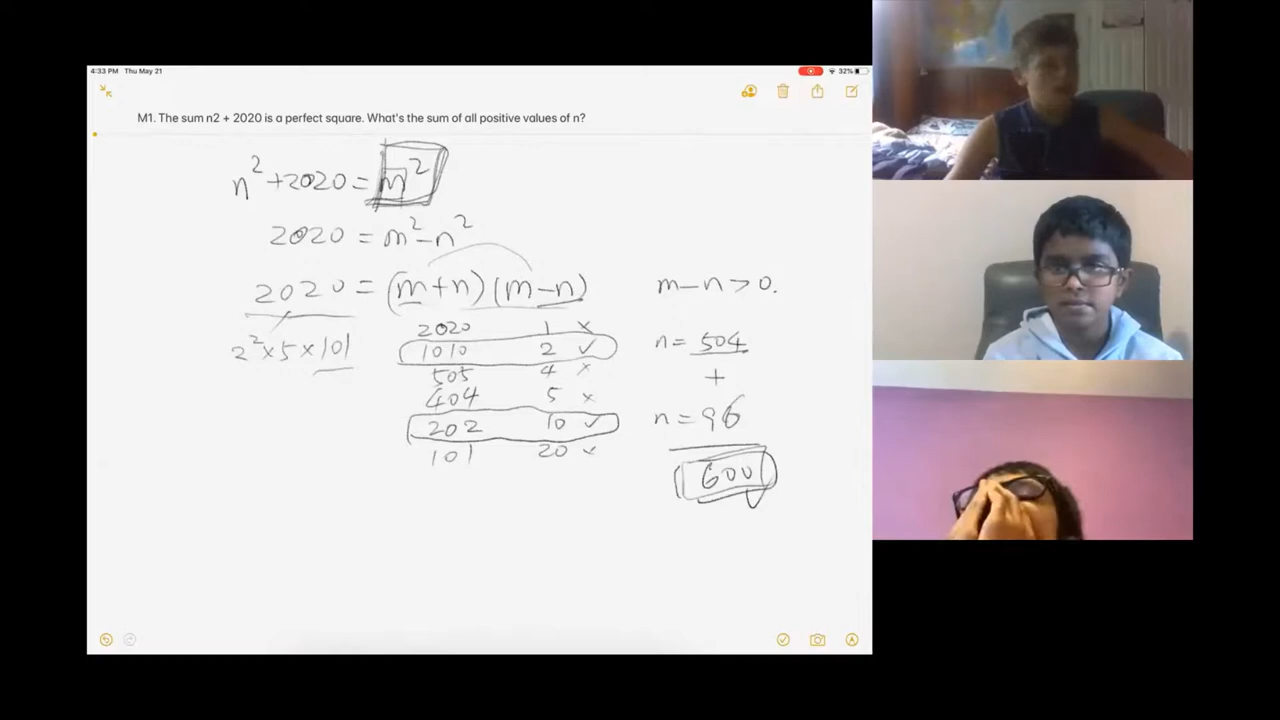 4:33 PM Thu May 21
32%
M1. The sum n2 + 2020 is a perfect square. What's the sum of all positive values of n?
n² + 2020 = m²
2020 = m² - n²
2020 = (m+n)(m-n) m-n>0.
2² × 5 × 101
2020 1 ×
1010 2 ✓
505 4 ×
404 5 ×
202 10 ✓
101 20 ×
n = 504
+
n = 96
600